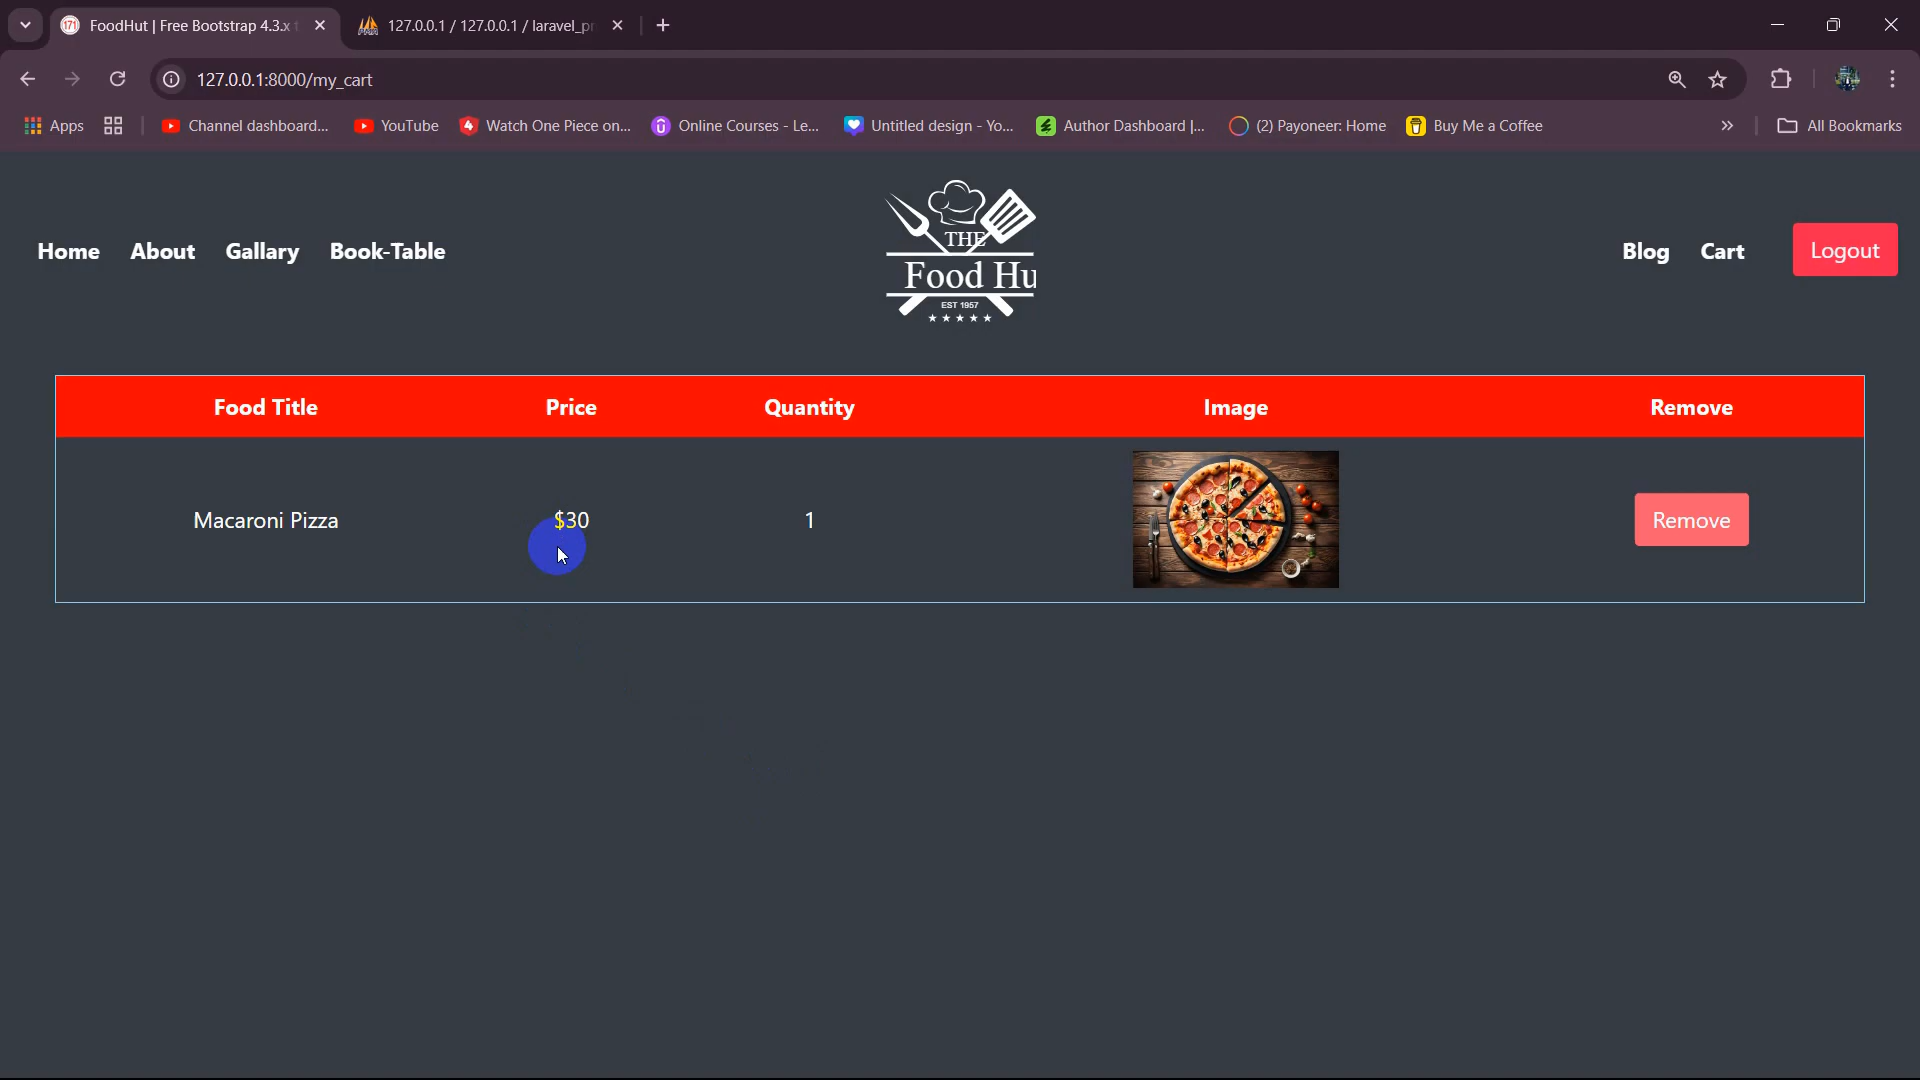 FoodHut | Free Bootstrap 4.3.x t
127.0.0.1 / 127.0.0.1 / laravel_pr
127.0.0.1:8000/my_cart
Apps
Channel dashboard...
YouTube
Watch One Piece on...
Online Courses - Le...
Untitled design - Yo...
Author Dashboard |...
(2) Payoneer: Home
Buy Me a Coffee
All Bookmarks
Home
About
Gallary
Book-Table
THE
Food Hu
EST 1957
Blog
Cart
Logout
Food Title
Price
Quantity
Image
Remove
Macaroni Pizza
$30
1
Remove